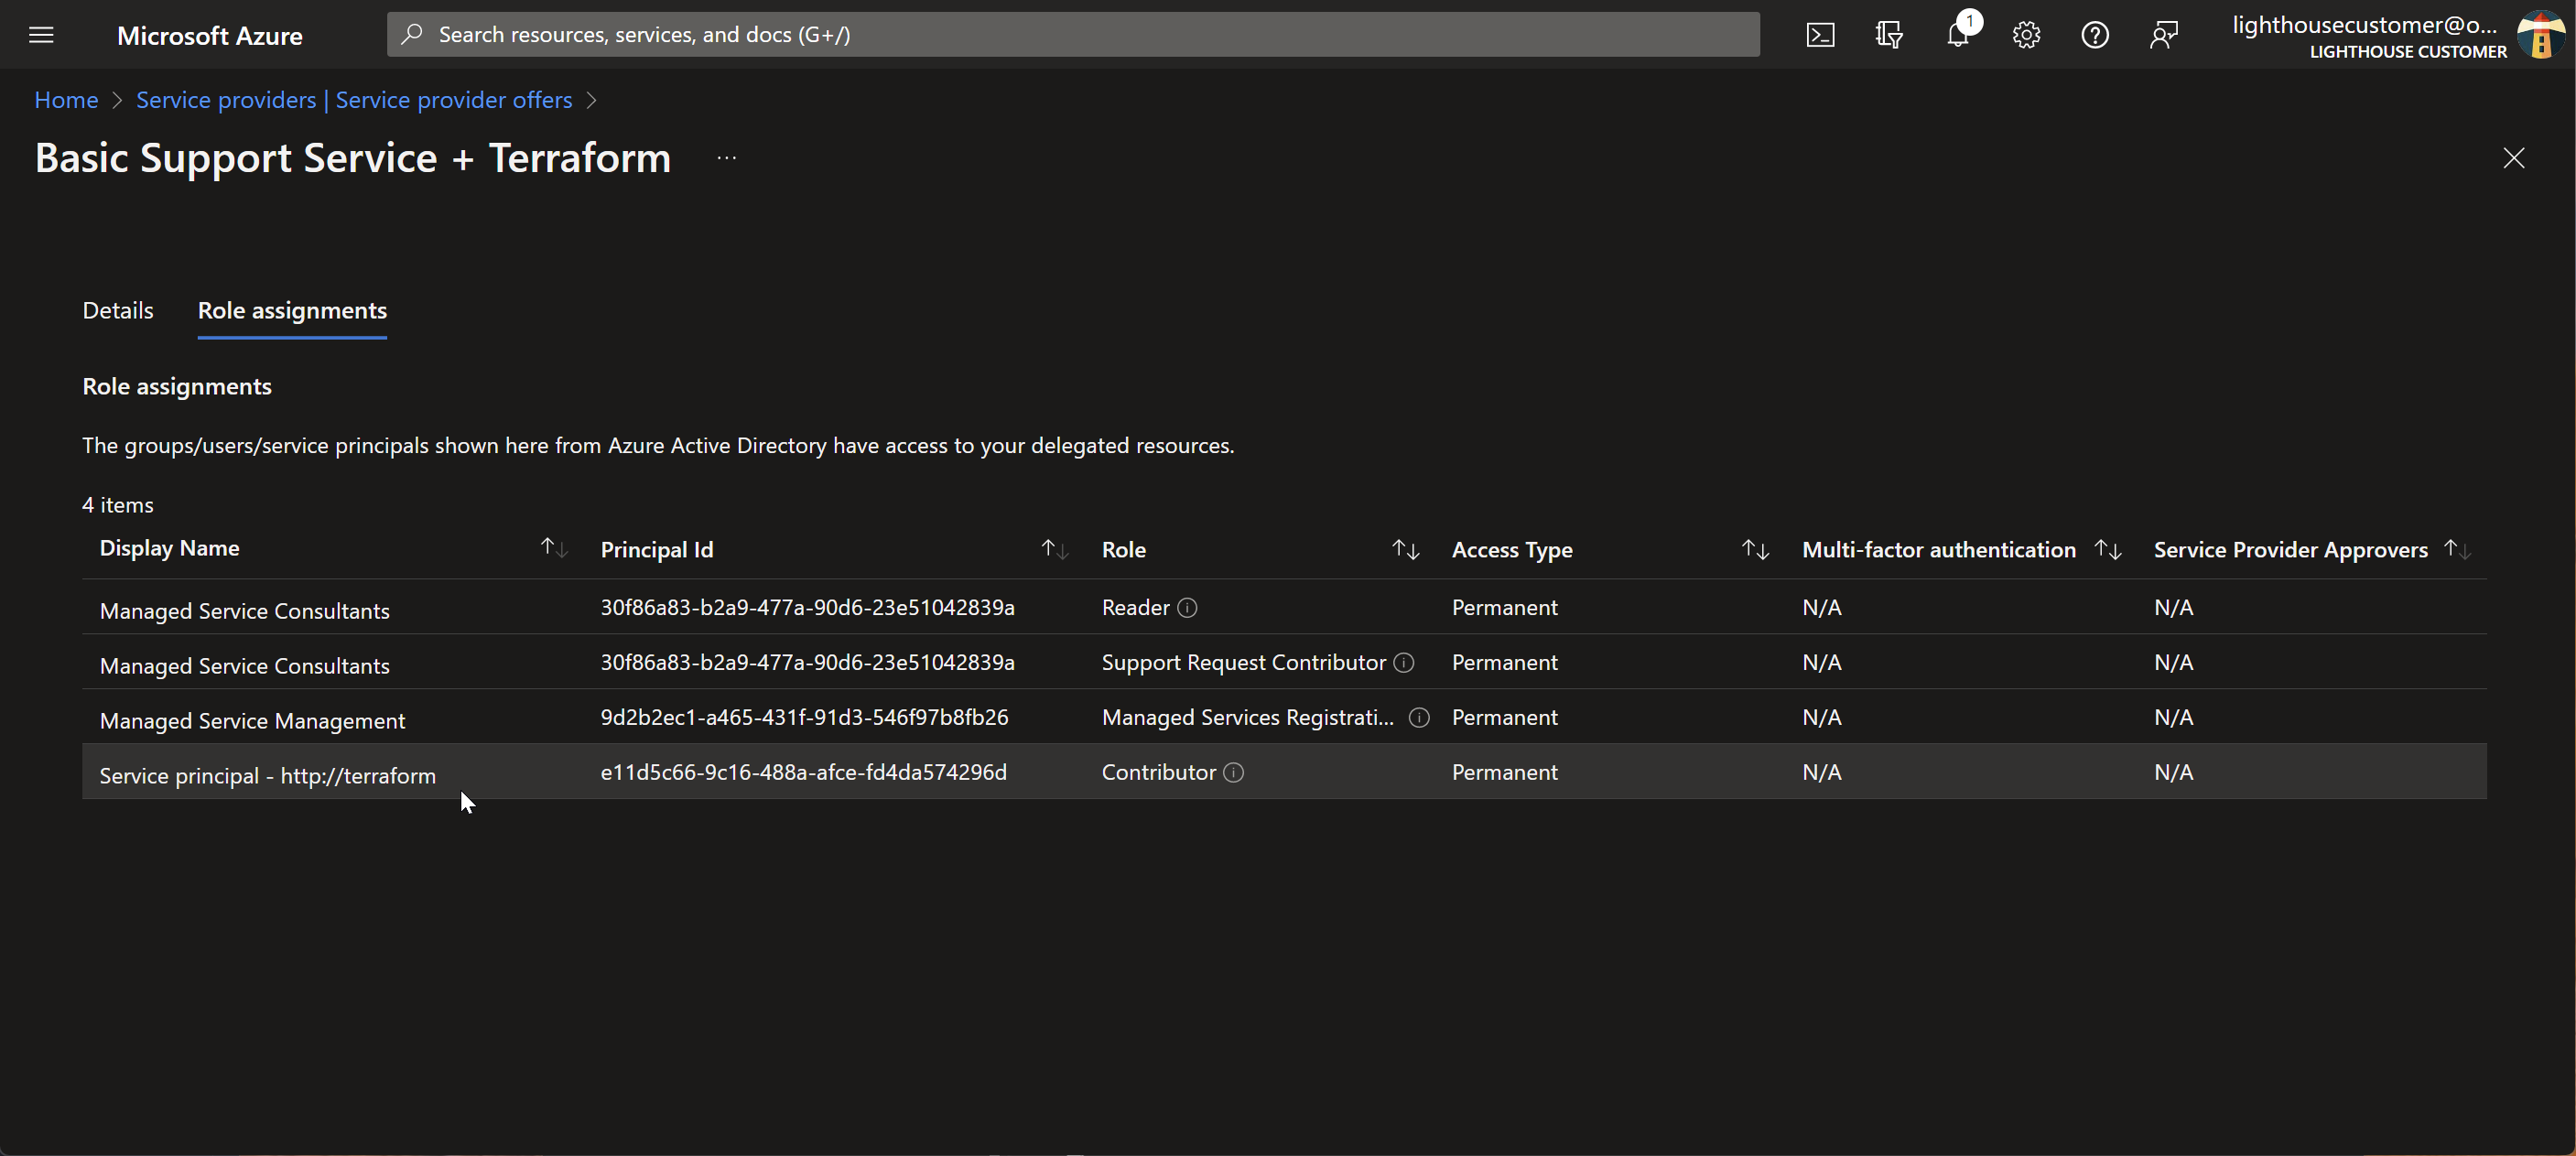 Microsoft Azure
Search resources, services, and docs (G+/)
1
lighthousecustomer@o...
LIGHTHOUSE CUSTOMER
Home > Service providers | Service provider offers >
Basic Support Service + Terraform ...
Details Role assignments
Role assignments
The groups/users/service principals shown here from Azure Active Directory have access to your delegated resources.
4 items
Display Name Principal Id Role Access Type Multi-factor authentication Service Provider Approvers
Managed Service Consultants 30f86a83-b2a9-477a-90d6-23e51042839a Reader Permanent N/A N/A
Managed Service Consultants 30f86a83-b2a9-477a-90d6-23e51042839a Support Request Contributor Permanent N/A N/A
Managed Service Management 9d2b2ec1-a465-431f-91d3-546f97b8fb26 Managed Services Registrati... Permanent N/A N/A
Service principal - http://terraform e11d5c66-9c16-488a-afce-fd4da574296d Contributor Permanent N/A N/A